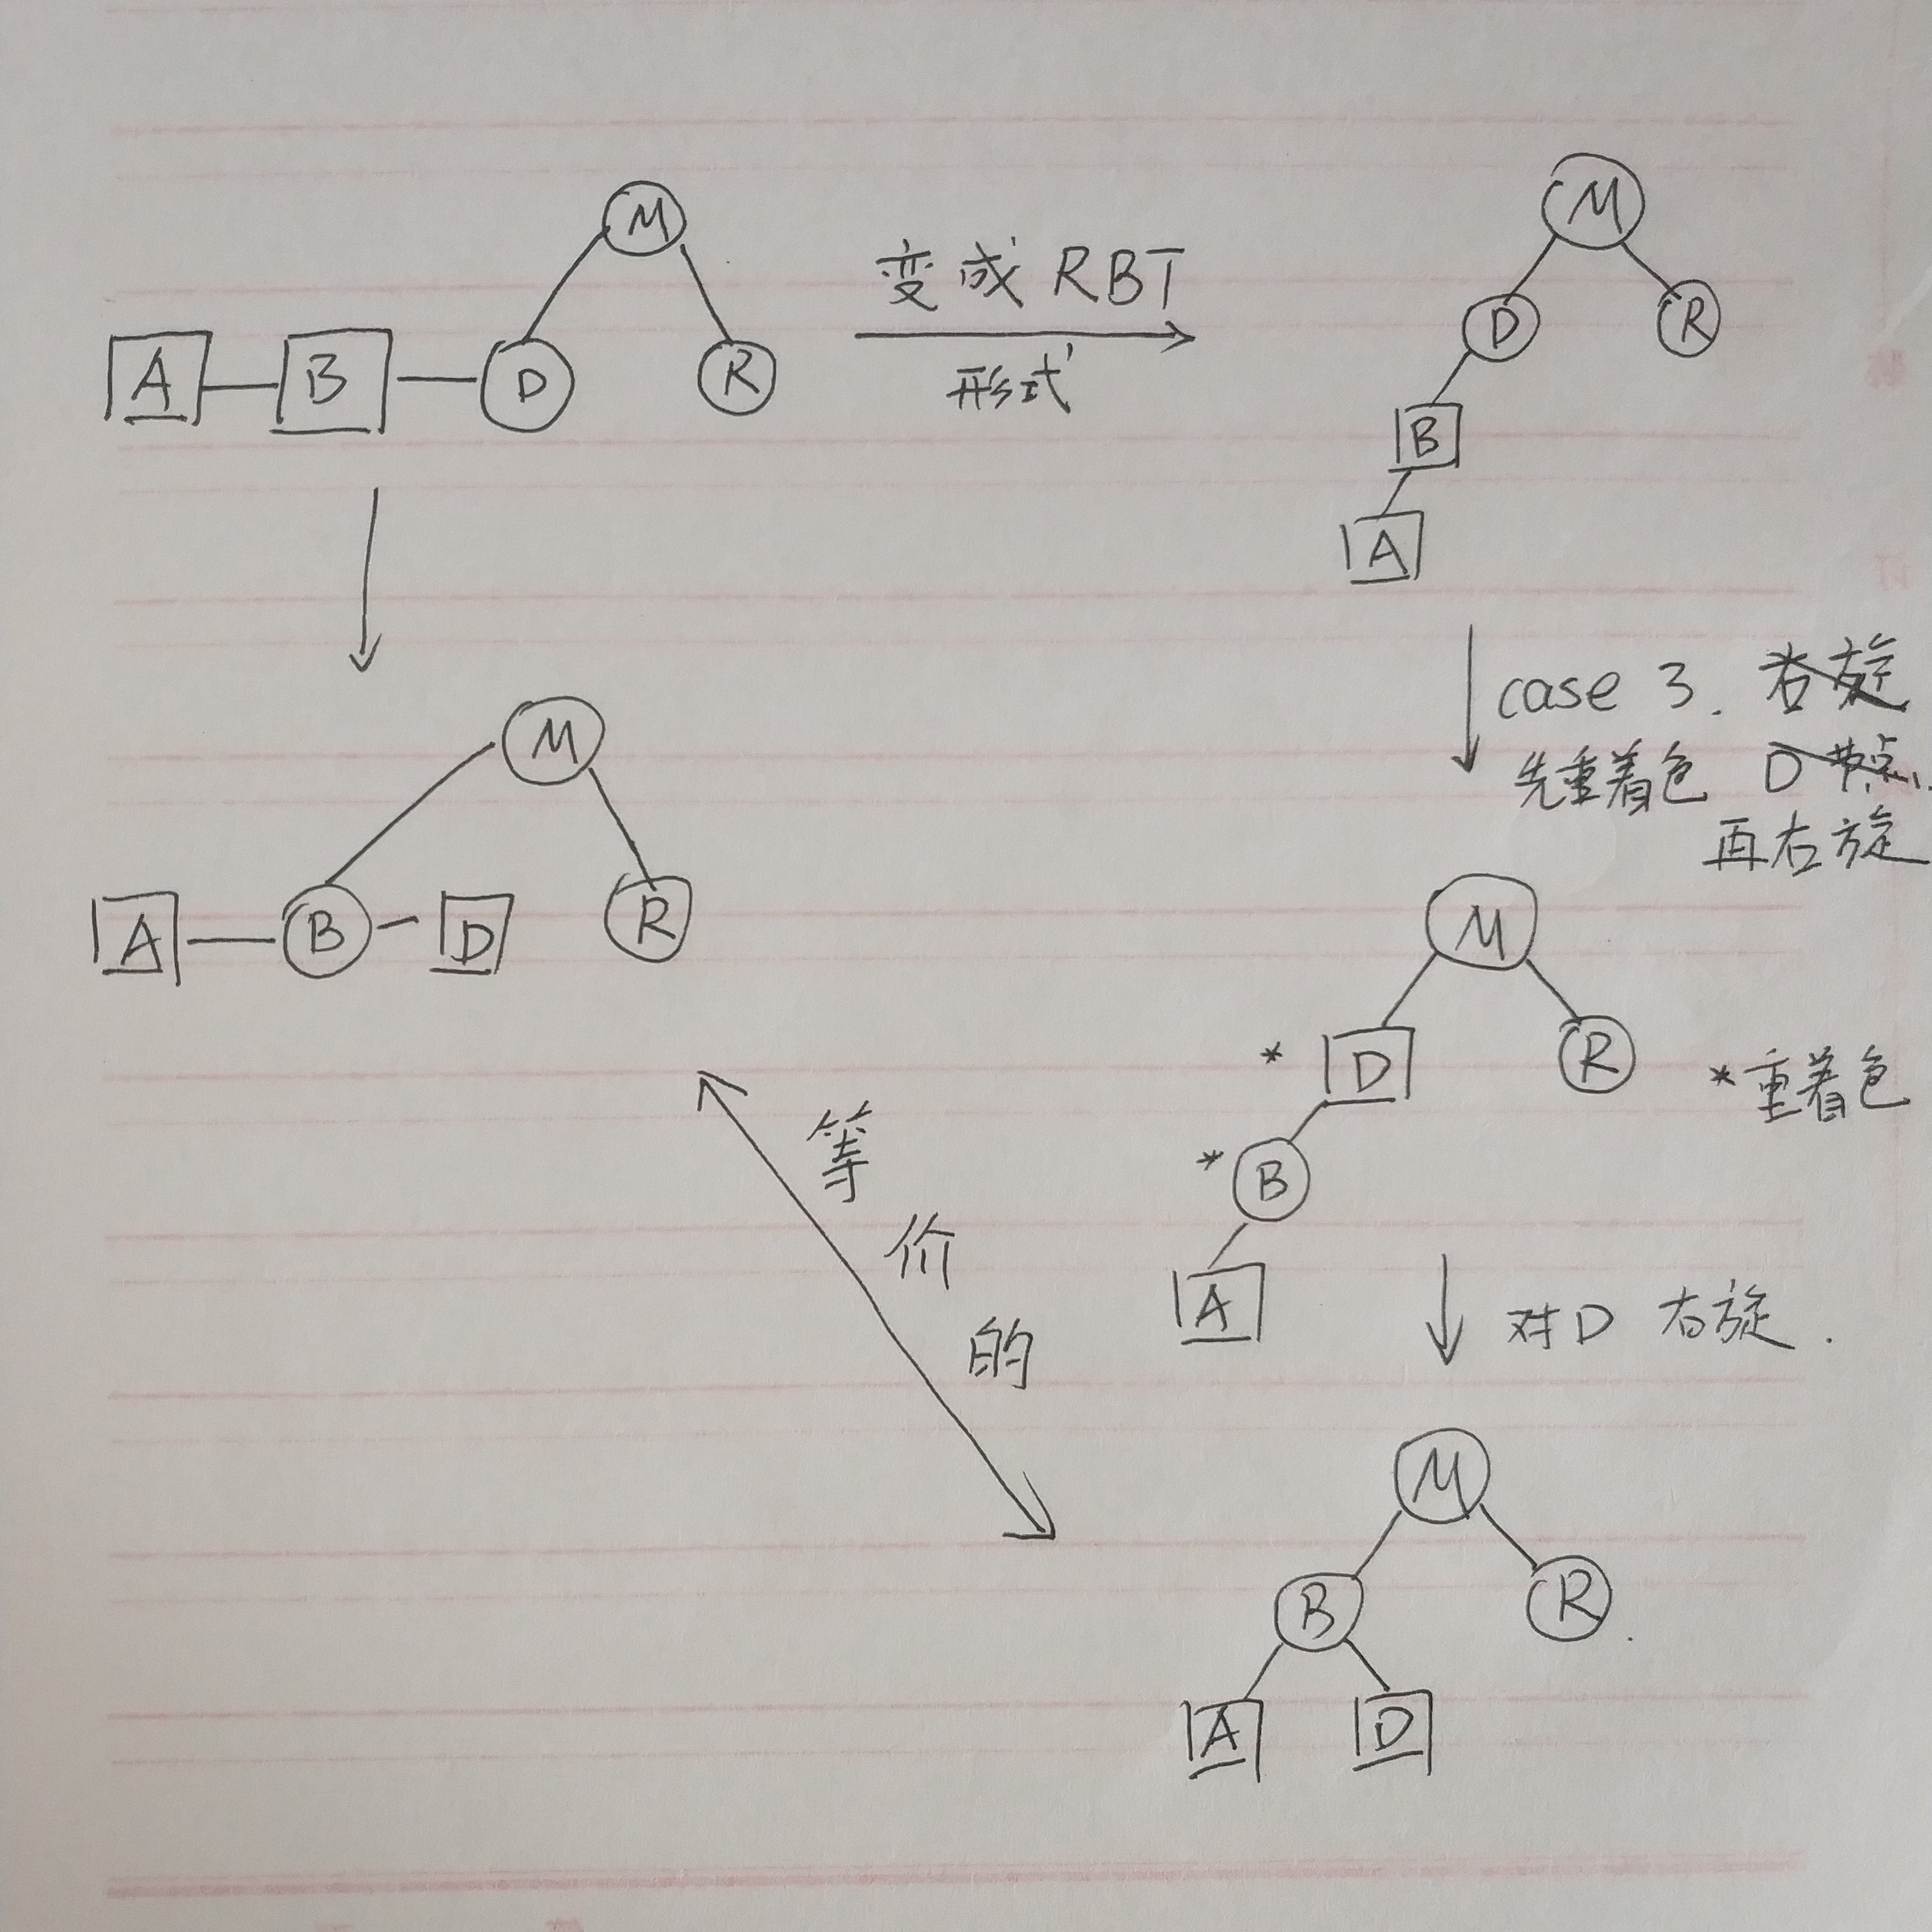 M
A B D R
变成 RBT
形式
M
D R
B
A
case 3. 右旋
先重着色 D 节点.
再右旋
M
A B D R
M
* D R
* B
A
* 重着色
等价的
对D 右旋.
M
B R
A D